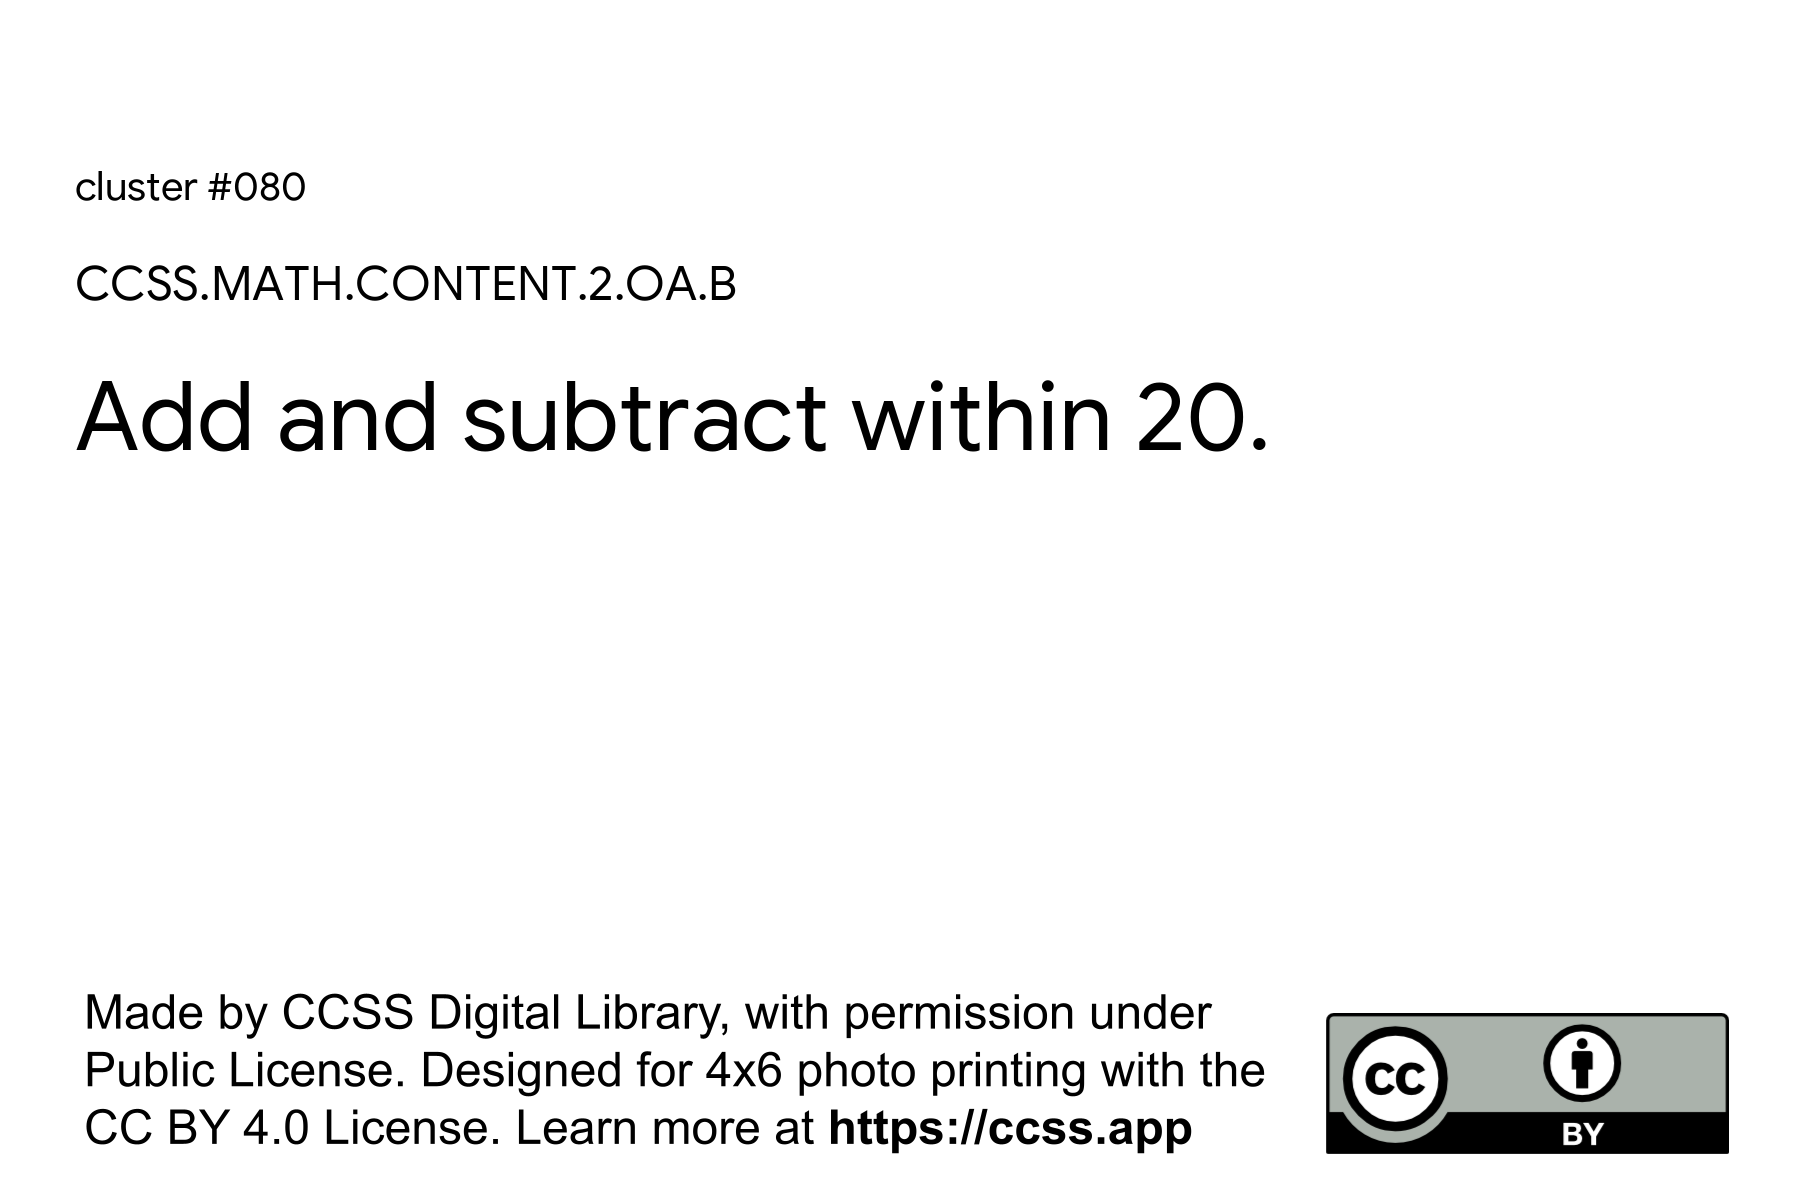 cluster #080
CCSS.MATH.CONTENT.2.OA.B
Add and subtract within 20.
Made by CCSS Digital Library, with permission under
Public License. Designed for 4x6 photo printing with the
CC BY 4.0 License. Learn more at https://ccss.app
CC
BY